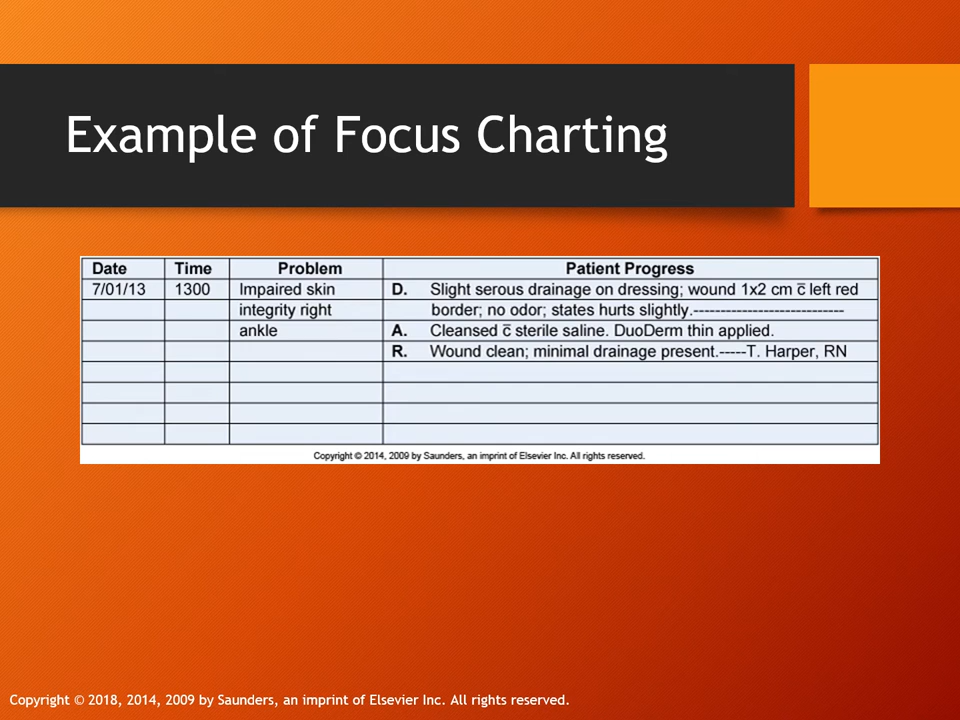 Example of Focus Charting
Date Time Problem Patient Progress
7/01/13 1300 Impaired skin D. Slight serous drainage on dressing; wound 1x2 cm c̅ left red
integrity right border; no odor; states hurts slightly.----------------------------
ankle A. Cleansed c̅ sterile saline. DuoDerm thin applied.
R. Wound clean; minimal drainage present.-----T. Harper, RN
Copyright © 2014, 2009 by Saunders, an imprint of Elsevier Inc. All rights reserved.
Copyright © 2018, 2014, 2009 by Saunders, an imprint of Elsevier Inc. All rights reserved.